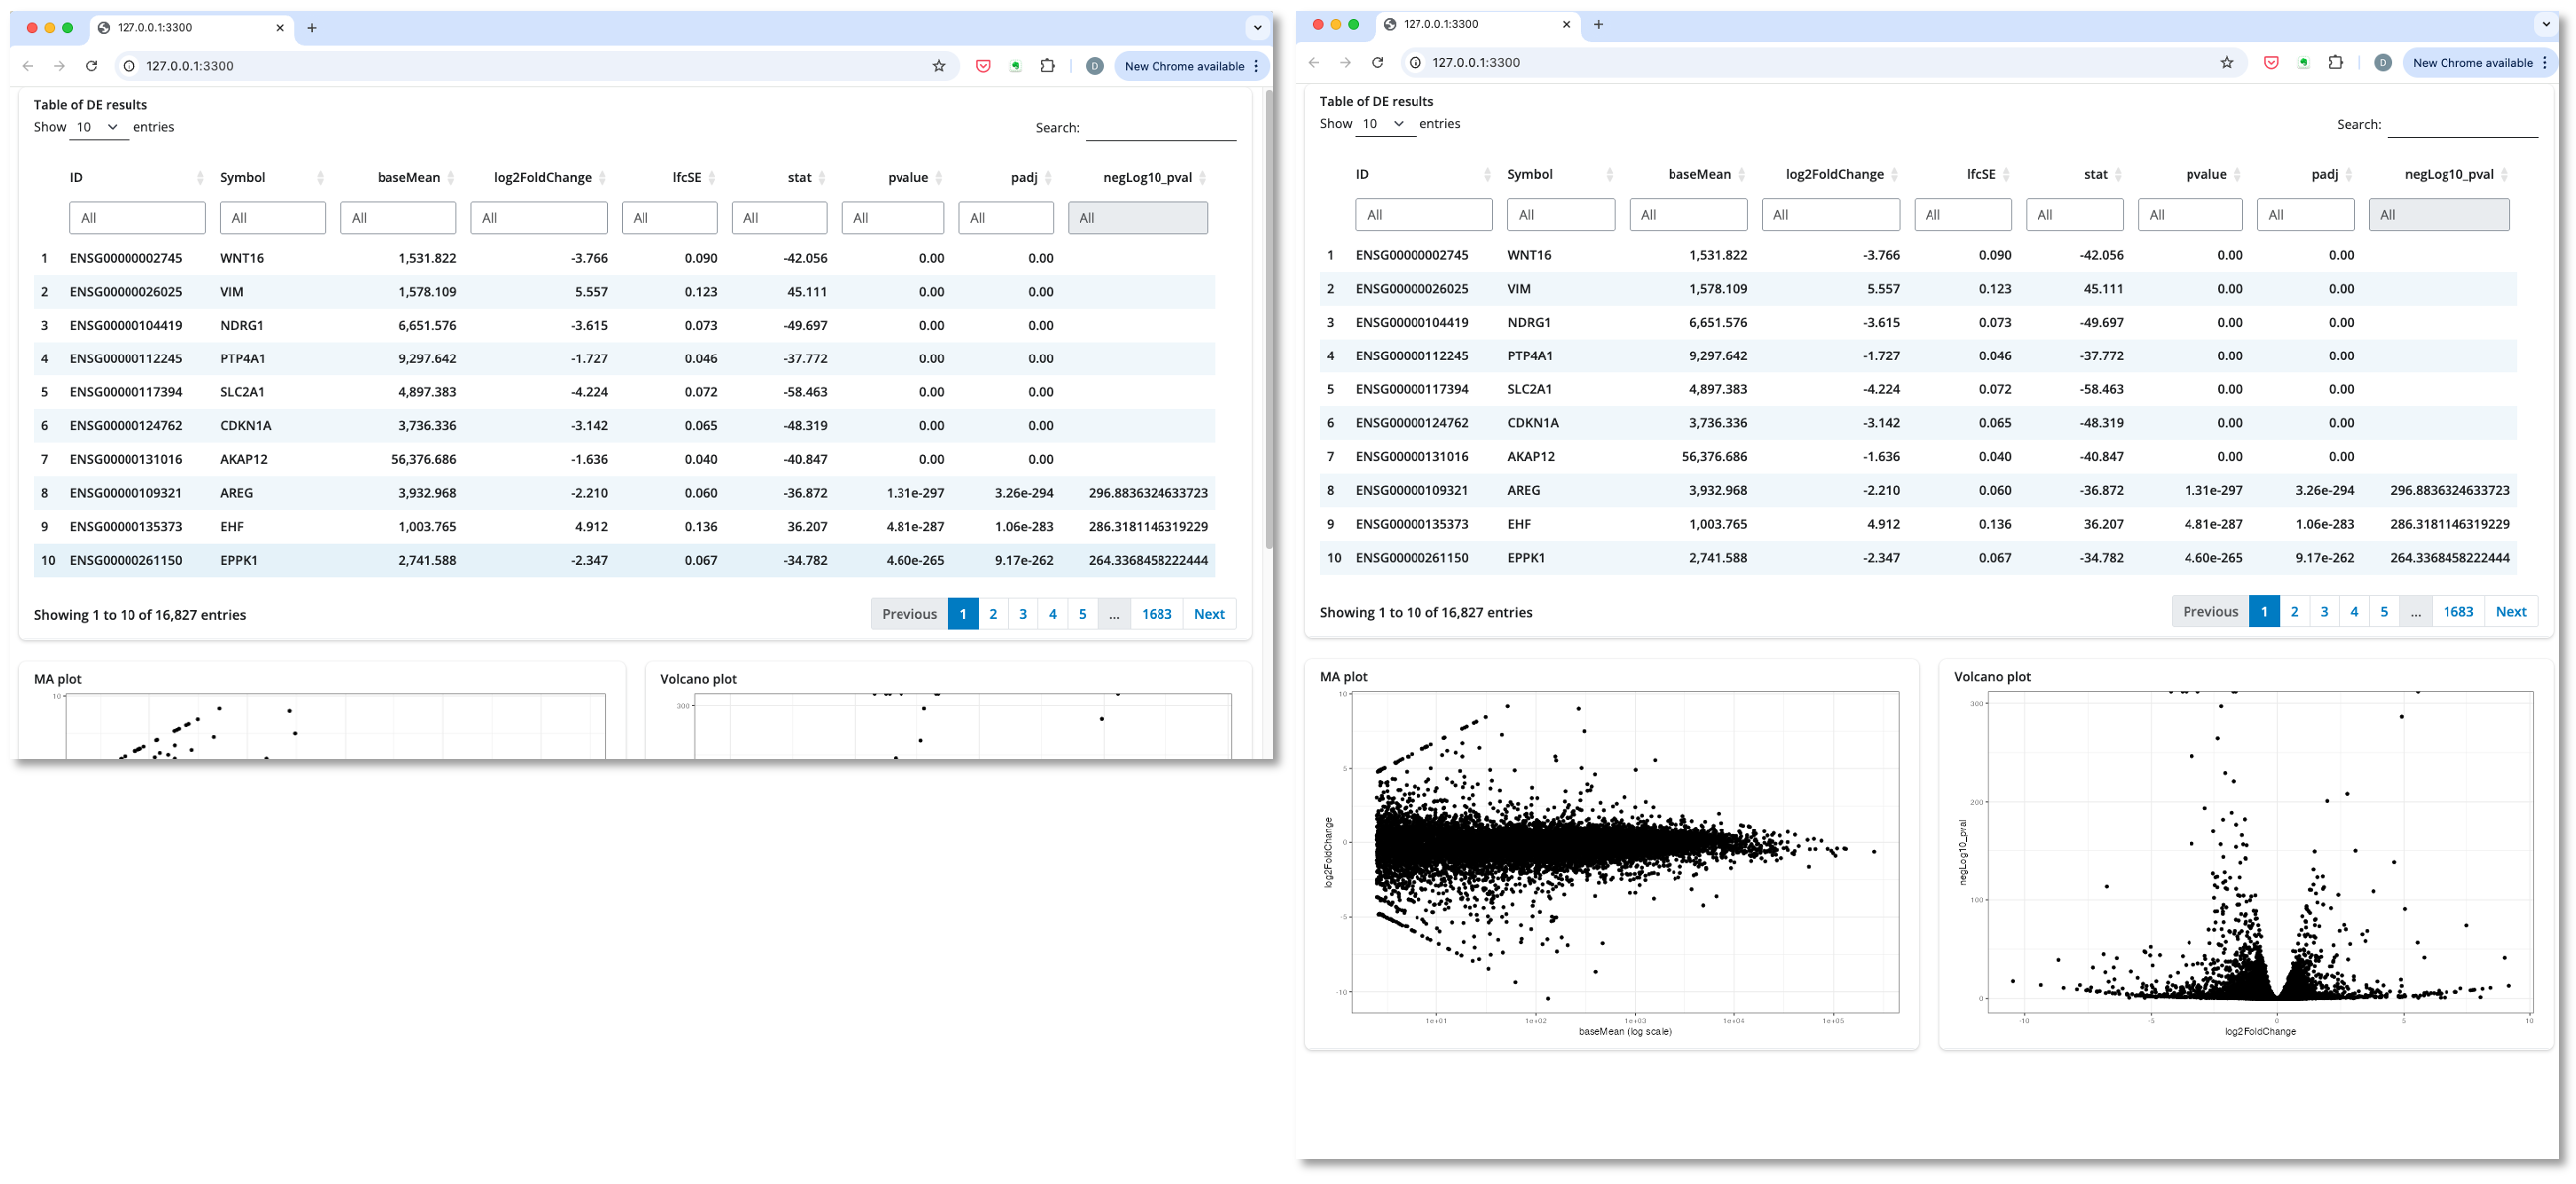 127.0.0.1:3300
127.0.0.1:3300
D
New Chrome available
Table of DE results
Show 10 entries
Search:
ID Symbol baseMean log2FoldChange lfcSE stat pvalue padj negLog10_pval
All All All All All All All All All
1 ENSG00000002745 WNT16 1,531.822 -3.766 0.090 -42.056 0.00 0.00
2 ENSG00000026025 VIM 1,578.109 5.557 0.123 45.111 0.00 0.00
3 ENSG00000104419 NDRG1 6,651.576 -3.615 0.073 -49.697 0.00 0.00
4 ENSG00000112245 PTP4A1 9,297.642 -1.727 0.046 -37.772 0.00 0.00
5 ENSG00000117394 SLC2A1 4,897.383 -4.224 0.072 -58.463 0.00 0.00
6 ENSG00000124762 CDKN1A 3,736.336 -3.142 0.065 -48.319 0.00 0.00
7 ENSG00000131016 AKAP12 56,376.686 -1.636 0.040 -40.847 0.00 0.00
8 ENSG00000109321 AREG 3,932.968 -2.210 0.060 -36.872 1.31e-297 3.26e-294 296.8836324633723
9 ENSG00000135373 EHF 1,003.765 4.912 0.136 36.207 4.81e-287 1.06e-283 286.3181146319229
10 ENSG00000261150 EPPK1 2,741.588 -2.347 0.067 -34.782 4.60e-265 9.17e-262 264.3368458222444
Showing 1 to 10 of 16,827 entries
Previous 1 2 3 4 5 ... 1683 Next
MA plot
10
Volcano plot
300
127.0.0.1:3300
127.0.0.1:3300
D
New Chrome available
Table of DE results
Show 10 entries
Search:
ID Symbol baseMean log2FoldChange lfcSE stat pvalue padj negLog10_pval
All All All All All All All All All
1 ENSG00000002745 WNT16 1,531.822 -3.766 0.090 -42.056 0.00 0.00
2 ENSG00000026025 VIM 1,578.109 5.557 0.123 45.111 0.00 0.00
3 ENSG00000104419 NDRG1 6,651.576 -3.615 0.073 -49.697 0.00 0.00
4 ENSG00000112245 PTP4A1 9,297.642 -1.727 0.046 -37.772 0.00 0.00
5 ENSG00000117394 SLC2A1 4,897.383 -4.224 0.072 -58.463 0.00 0.00
6 ENSG00000124762 CDKN1A 3,736.336 -3.142 0.065 -48.319 0.00 0.00
7 ENSG00000131016 AKAP12 56,376.686 -1.636 0.040 -40.847 0.00 0.00
8 ENSG00000109321 AREG 3,932.968 -2.210 0.060 -36.872 1.31e-297 3.26e-294 296.8836324633723
9 ENSG00000135373 EHF 1,003.765 4.912 0.136 36.207 4.81e-287 1.06e-283 286.3181146319229
10 ENSG00000261150 EPPK1 2,741.588 -2.347 0.067 -34.782 4.60e-265 9.17e-262 264.3368458222444
Showing 1 to 10 of 16,827 entries
Previous 1 2 3 4 5 ... 1683 Next
MA plot
10
5
0
-5
-10
log2FoldChange
1e+01 1e+02 1e+03 1e+04 1e+05
baseMean (log scale)
Volcano plot
300
200
100
0
negLog10_pval
-10 -5 0 5 10
log2FoldChange